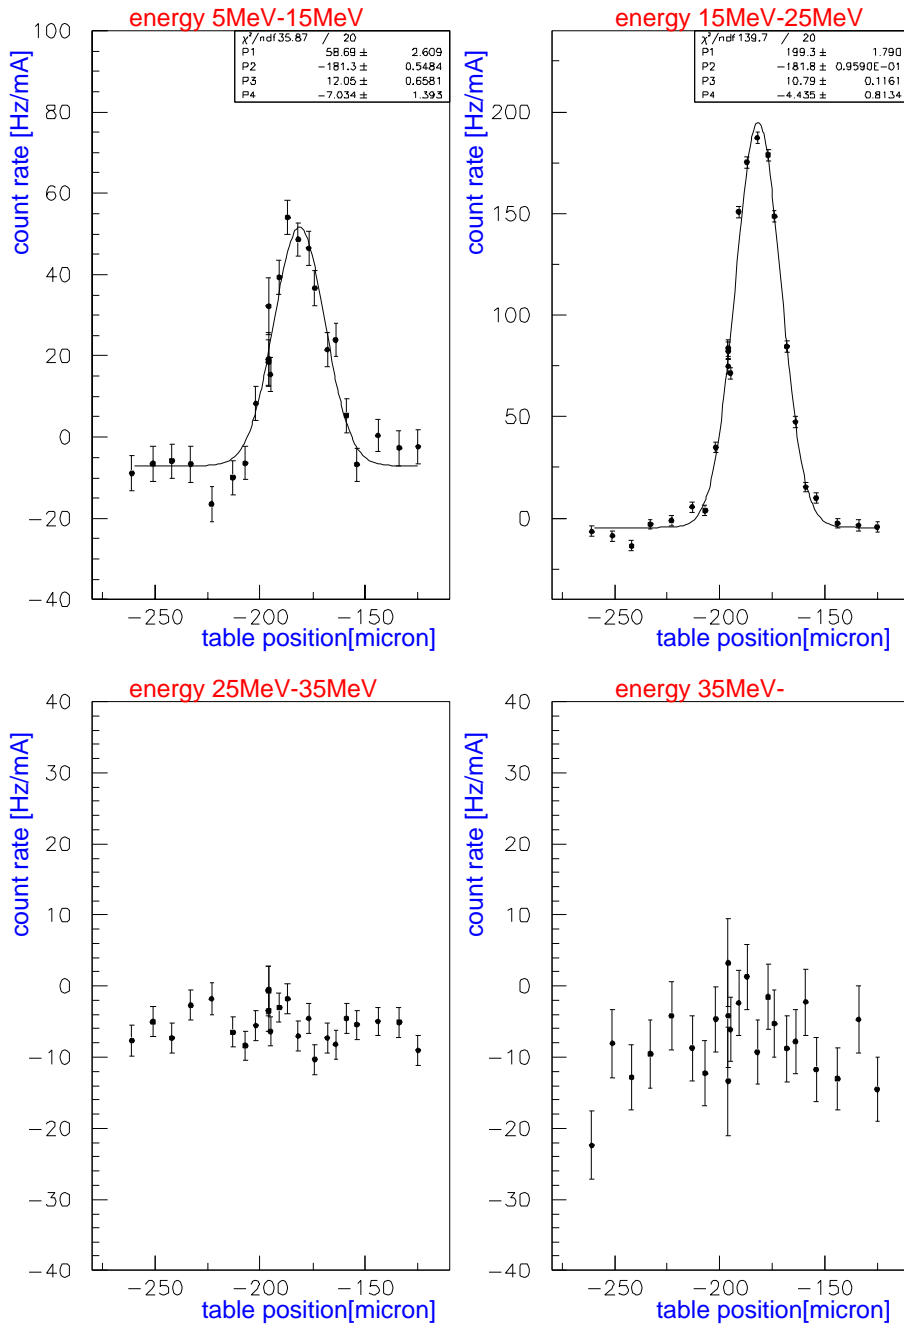 energy 5MeV-15MeV
χ²/ndf 35.87 / 20
P1 58.69 ± 2.609
P2 -181.3 ± 0.5484
P3 12.05 ± 0.6581
P4 -7.034 ± 1.393
count rate [Hz/mA]
100
80
60
40
20
0
-20
-40
-250 -200 -150
table position[micron]
energy 15MeV-25MeV
χ²/ndf 139.7 / 20
P1 199.3 ± 1.790
P2 -181.8 ± 0.9590E-01
P3 10.79 ± 0.1161
P4 -4.435 ± 0.8134
count rate [Hz/mA]
200
150
100
50
0
-250 -200 -150
table position[micron]
energy 25MeV-35MeV
count rate [Hz/mA]
40
30
20
10
0
-10
-20
-30
-40
-250 -200 -150
table position[micron]
energy 35MeV-
count rate [Hz/mA]
40
30
20
10
0
-10
-20
-30
-40
-250 -200 -150
table position[micron]